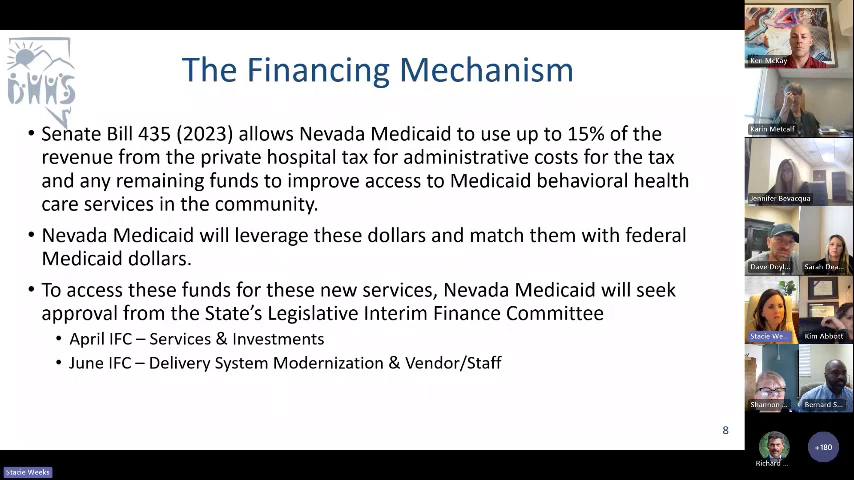 DHHS
The Financing Mechanism
• Senate Bill 435 (2023) allows Nevada Medicaid to use up to 15% of the
revenue from the private hospital tax for administrative costs for the tax
and any remaining funds to improve access to Medicaid behavioral health
care services in the community.
• Nevada Medicaid will leverage these dollars and match them with federal
Medicaid dollars.
• To access these funds for these new services, Nevada Medicaid will seek
approval from the State's Legislative Interim Finance Committee
• April IFC – Services & Investments
• June IFC – Delivery System Modernization & Vendor/Staff
8
Stacie Weeks
Ken McKay
Karin Metcalf
Jennifer Bevacqua
Dave Doyl...
Sarah Dea...
Stacie We...
Kim Abbott
Shannon ...
Bernard S...
Richard ...
+180